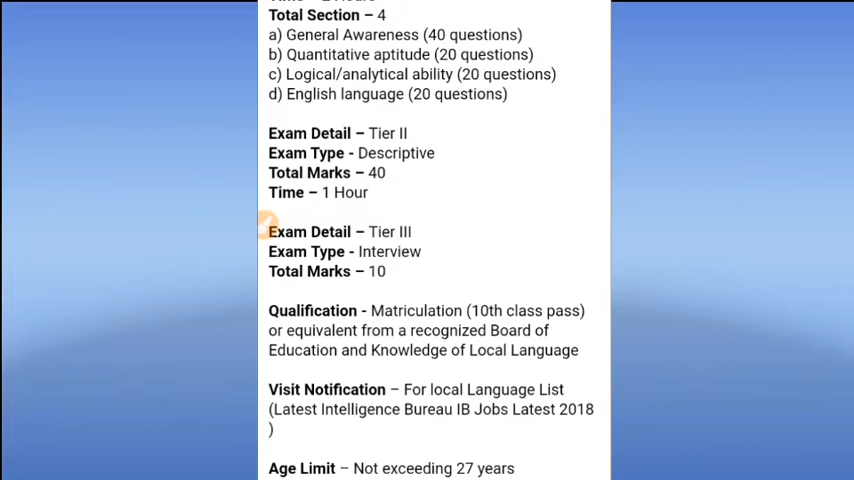 Total Section – 4
a) General Awareness (40 questions)
b) Quantitative aptitude (20 questions)
c) Logical/analytical ability (20 questions)
d) English language (20 questions)
Exam Detail – Tier II
Exam Type - Descriptive
Total Marks – 40
Time – 1 Hour
Exam Detail – Tier III
Exam Type - Interview
Total Marks – 10
Qualification - Matriculation (10th class pass)
or equivalent from a recognized Board of
Education and Knowledge of Local Language
Visit Notification – For local Language List
(Latest Intelligence Bureau IB Jobs Latest 2018
)
Age Limit – Not exceeding 27 years